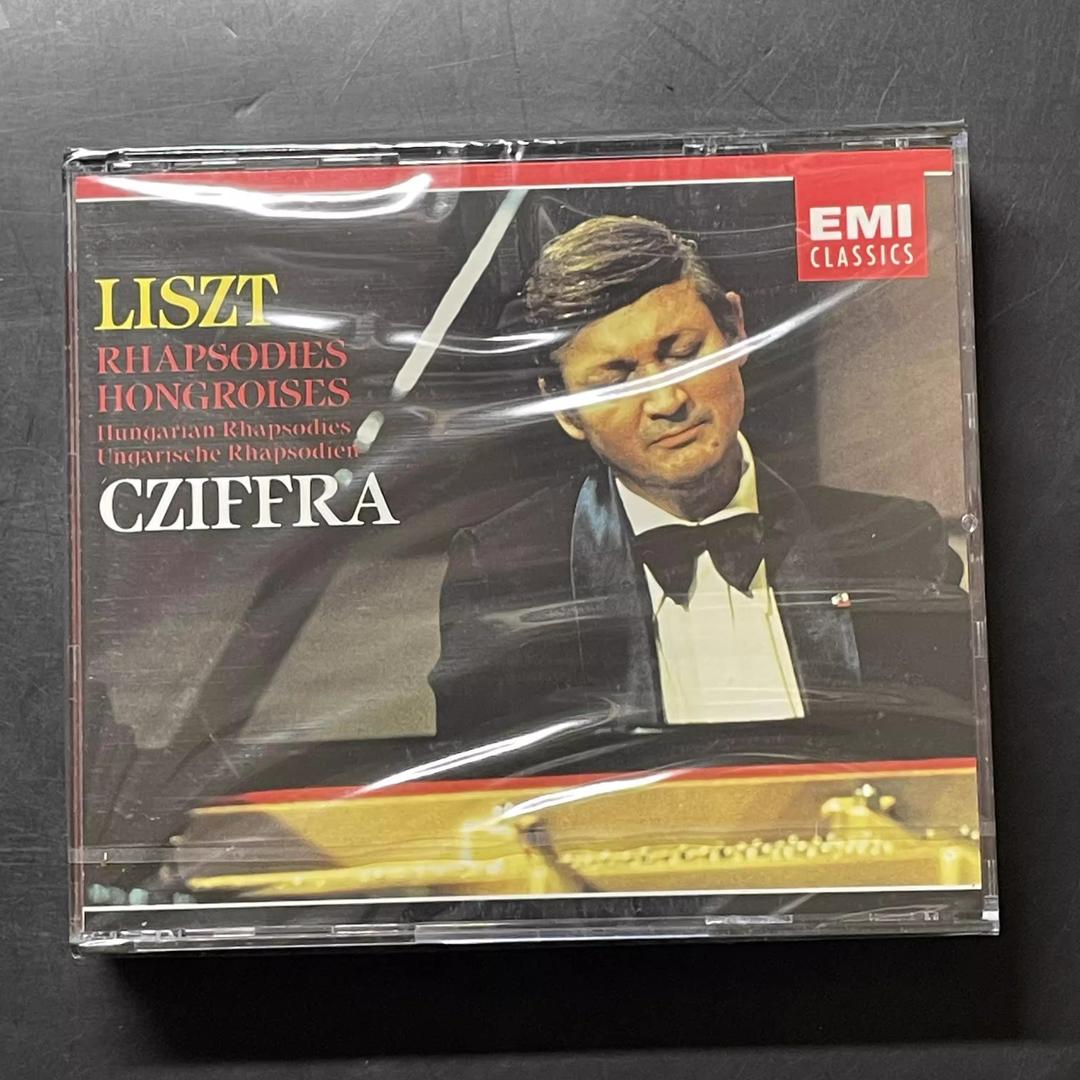 EMI
CLASSICS
LISZT
RHAPSODIES
HONGROISES
Hungarian Rhapsodies
Ungarische Rhapsodien
CZIFFRA